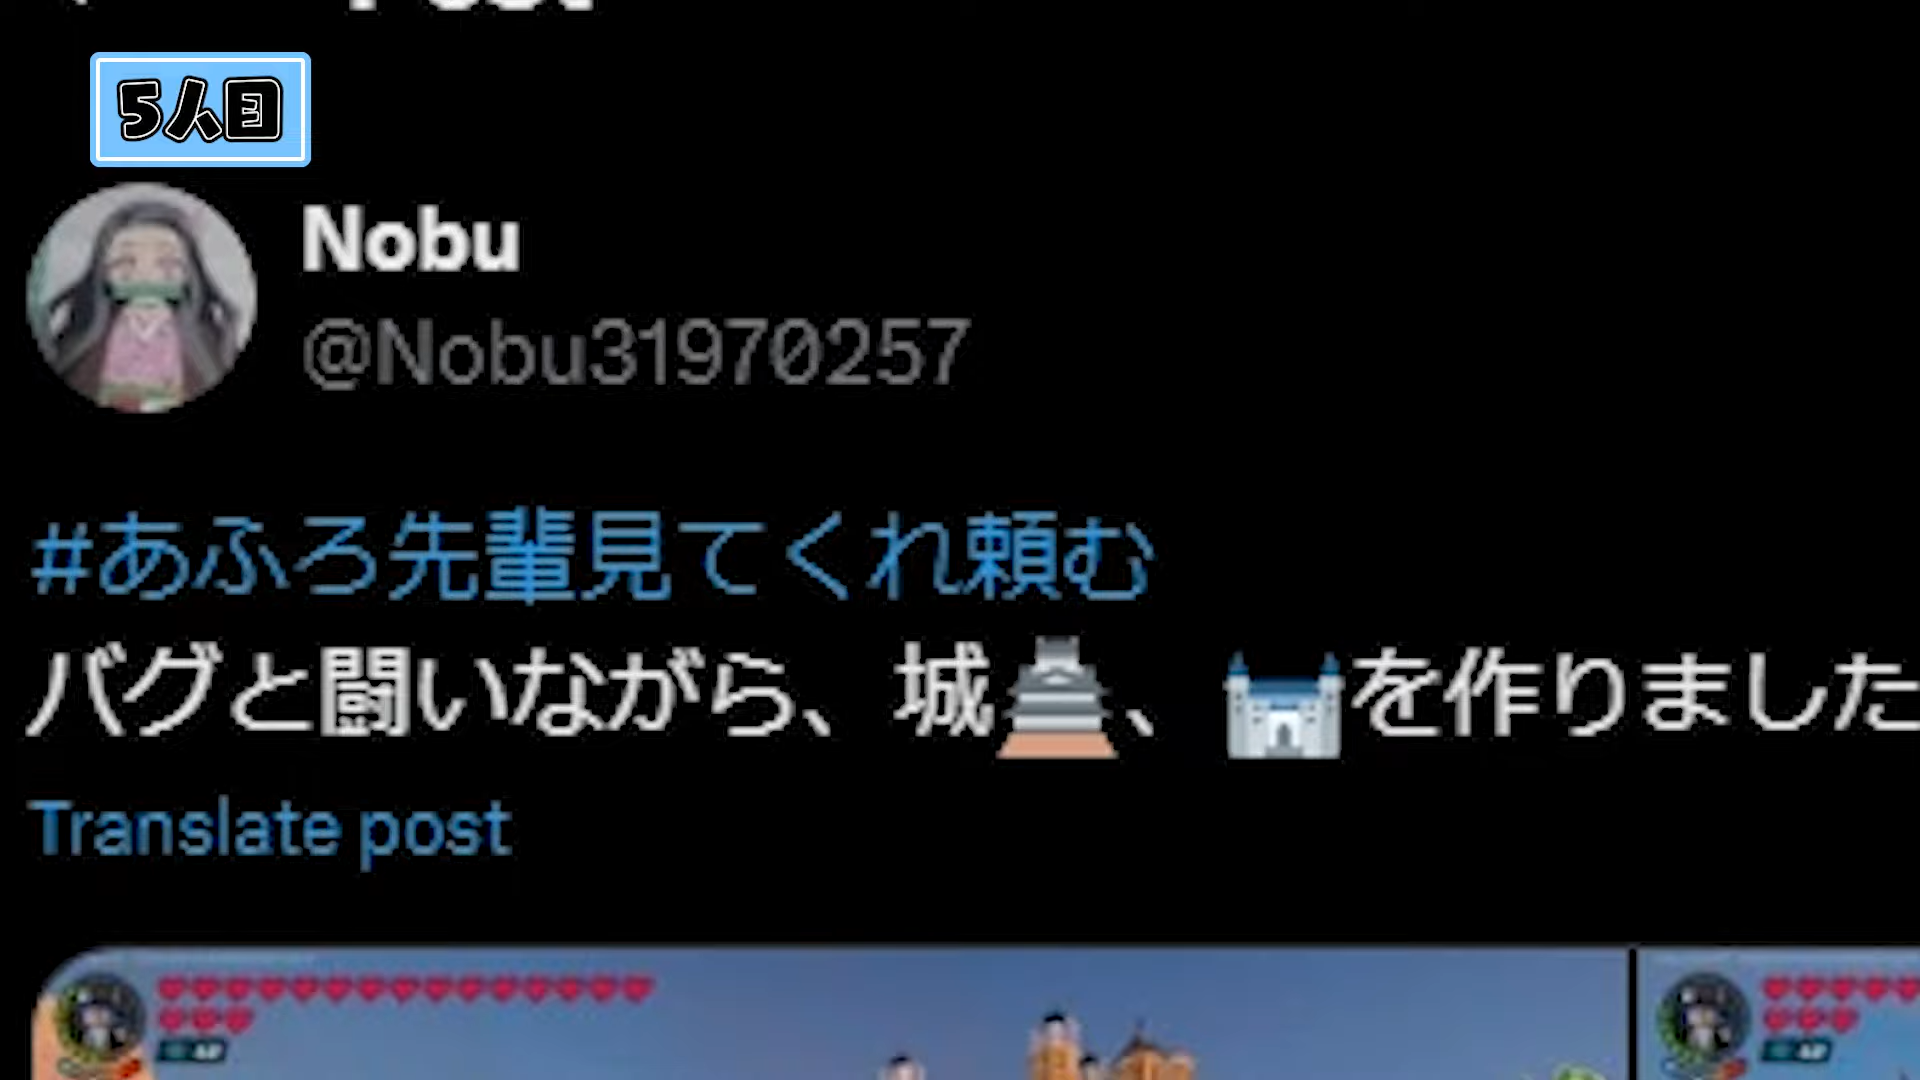 5人目
Nobu
@Nobu31970257
#あふろ先輩見てくれ頼む
バグと闘いながら、城🏯、🏰を作りました
Translate post